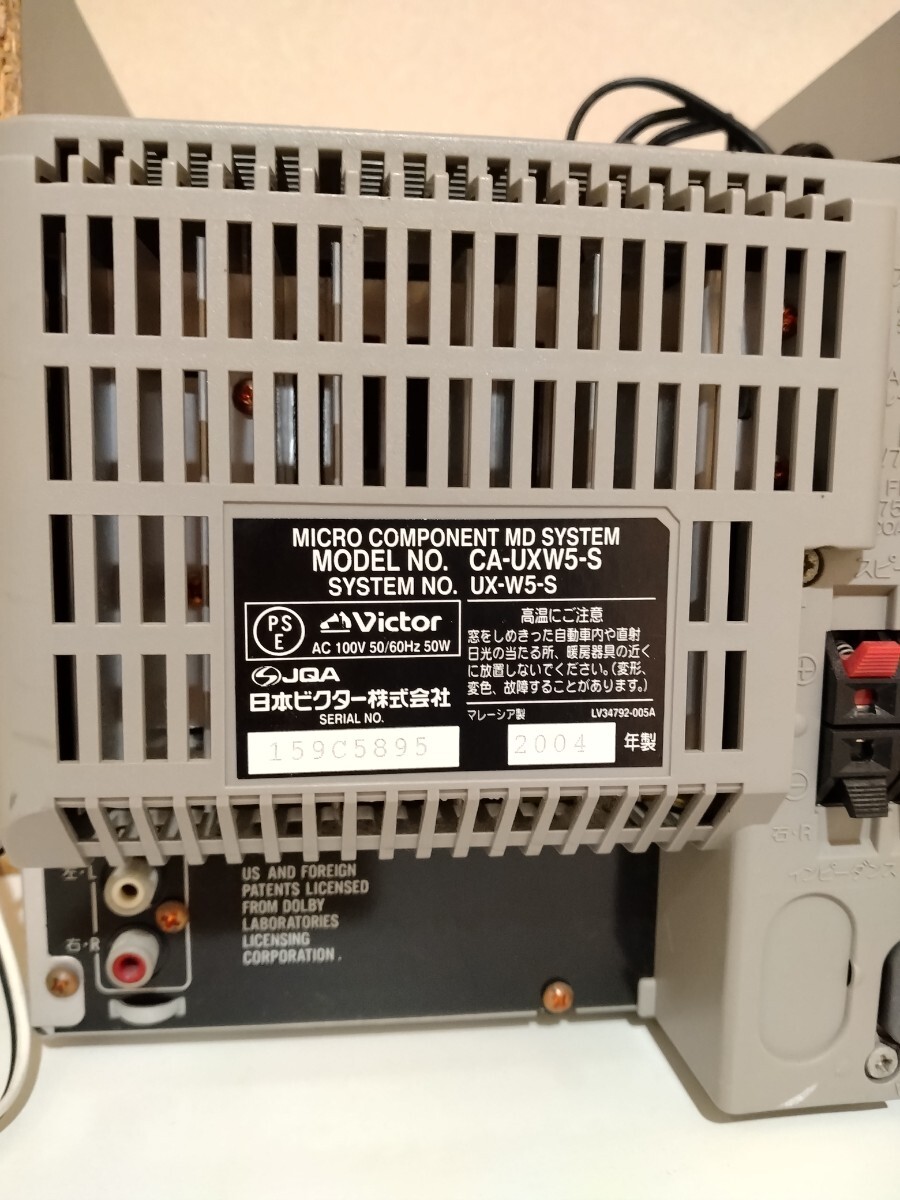 MICRO COMPONENT MD SYSTEM
MODEL NO. CA-UXW5-S
SYSTEM NO. UX-W5-S
PS
E
Victor
AC 100V 50/60Hz 50W
JQA
日本ビクター株式会社
SERIAL NO.
159C5895
高温にご注意
窓をしめきった自動車内や直射
日光の当たる所、暖房器具の近く
に放置しないでください。(変形、
変色、故障することがあります。)
マレーシア製 LV34792-005A
2004 年製
スピー
⊕
⊖
右・R
インピーダンス
左・L
右・R
US AND FOREIGN
PATENTS LICENSED
FROM DOLBY
LABORATORIES
LICENSING
CORPORATION.